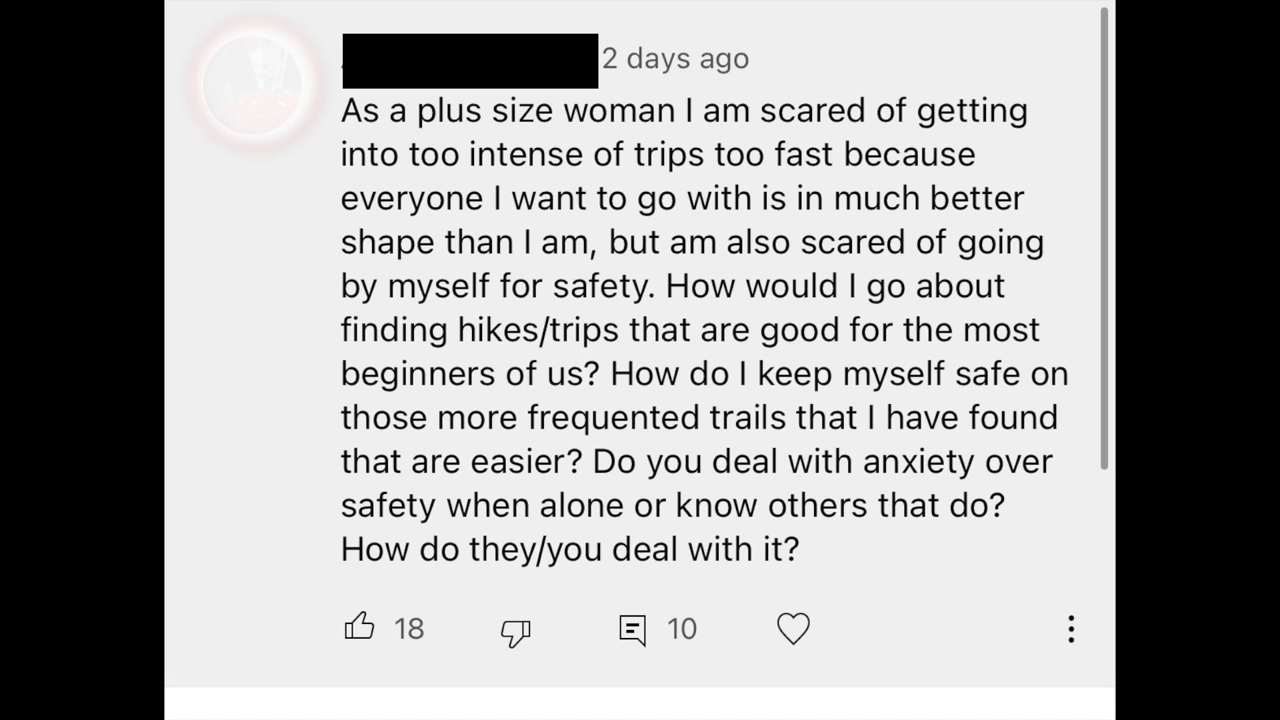 2 days ago
As a plus size woman I am scared of getting
into too intense of trips too fast because
everyone I want to go with is in much better
shape than I am, but am also scared of going
by myself for safety. How would I go about
finding hikes/trips that are good for the most
beginners of us? How do I keep myself safe on
those more frequented trails that I have found
that are easier? Do you deal with anxiety over
safety when alone or know others that do?
How do they/you deal with it?
18 10